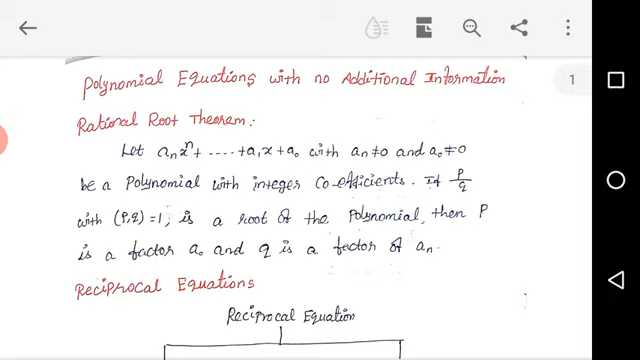 1
Polynomial Equations with no Additional Information
Rational Root Theorem:-
Let aₙxⁿ+ .....+a₁x+a₀ with aₙ≠0 and a₀≠0
be a Polynomial with integer Co-efficients. If P/q
with (P,q)=1, is a root of the Polynomial, then P
is a factor a₀ and q is a factor of aₙ.
Reciprocal Equations
Reciprocal Equation